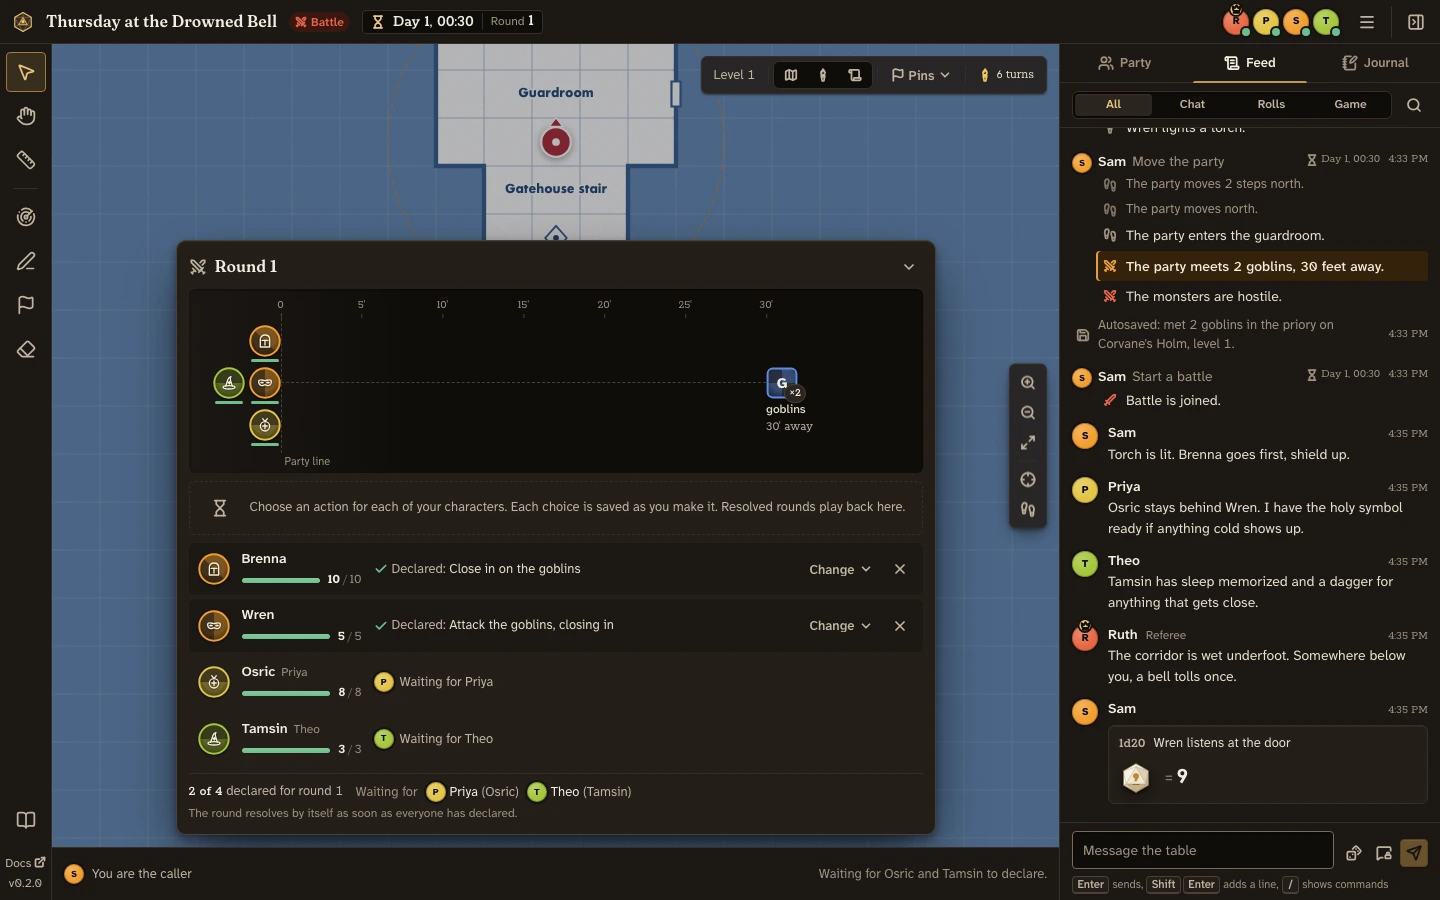 Thursday at the Drowned Bell
Battle
Day 1, 00:30
Round 1
R
P
S
T
Level 1
Pins
6 turns
Guardroom
Gatehouse stair
Round 1
0
5'
10'
15'
20'
25'
30'
G
×2
goblins
30' away
Party line
Choose an action for each of your characters. Each choice is saved as you make it. Resolved rounds play back here.
Brenna
10 / 10
Declared: Close in on the goblins
Change
Wren
5 / 5
Declared: Attack the goblins, closing in
Change
Osric Priya
8 / 8
P Waiting for Priya
Tamsin Theo
3 / 3
T Waiting for Theo
2 of 4 declared for round 1 Waiting for P Priya (Osric) T Theo (Tamsin)
The round resolves by itself as soon as everyone has declared.
Docs
v0.2.0
S You are the caller
Waiting for Osric and Tamsin to declare.
Party
Feed
Journal
All
Chat
Rolls
Game
Wren lights a torch.
S Sam Move the party Day 1, 00:30 4:33 PM
The party moves 2 steps north.
The party moves north.
The party enters the guardroom.
The party meets 2 goblins, 30 feet away.
The monsters are hostile.
Autosaved: met 2 goblins in the priory on
Corvane's Holm, level 1.
4:33 PM
S Sam Start a battle Day 1, 00:30 4:33 PM
Battle is joined.
S Sam 4:35 PM
Torch is lit. Brenna goes first, shield up.
P Priya 4:35 PM
Osric stays behind Wren. I have the holy symbol
ready if anything cold shows up.
T Theo 4:35 PM
Tamsin has sleep memorized and a dagger for
anything that gets close.
R Ruth Referee 4:35 PM
The corridor is wet underfoot. Somewhere below
you, a bell tolls once.
S Sam 4:35 PM
1d20 Wren listens at the door
9 = 9
Message the table
Enter sends, Shift Enter adds a line, / shows commands